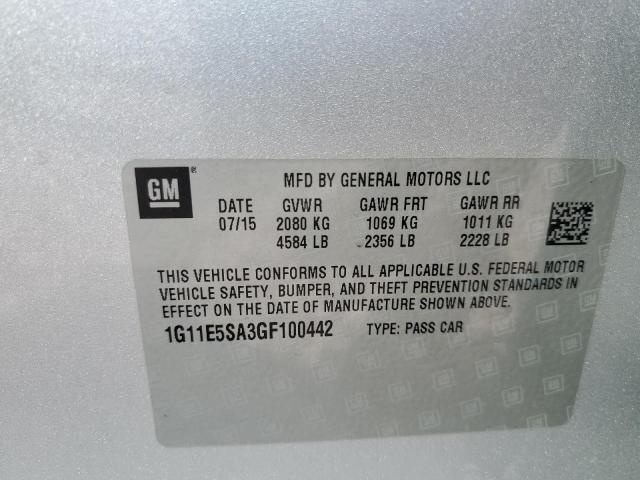 GM
MFD BY GENERAL MOTORS LLC
DATE GVWR GAWR FRT GAWR RR
07/15 2080 KG 1069 KG 1011 KG
4584 LB 2356 LB 2228 LB
THIS VEHICLE CONFORMS TO ALL APPLICABLE U.S. FEDERAL MOTOR
VEHICLE SAFETY, BUMPER, AND THEFT PREVENTION STANDARDS IN
EFFECT ON THE DATE OF MANUFACTURE SHOWN ABOVE.
1G11E5SA3GF100442 TYPE: PASS CAR